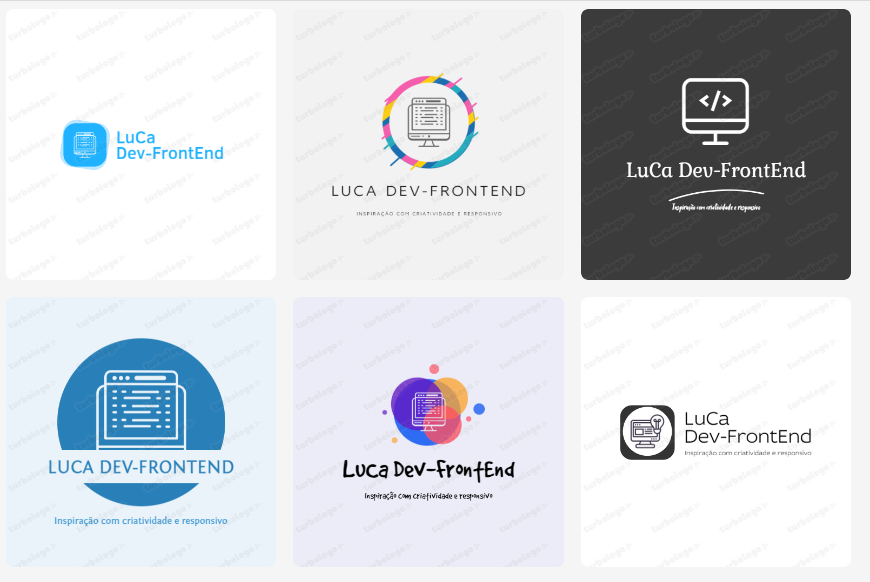 LuCa
Dev-FrontEnd
LUCA DEV-FRONTEND
INSPIRAÇÃO COM CRIATIVIDADE E RESPONSIVO
</>
LuCa Dev-FrontEnd
Inspiração com criatividade e responsivo
LUCA DEV-FRONTEND
Inspiração com criatividade e responsivo
LuCa Dev-FrontEnd
Inspiração com criatividade e responsivo
LuCa
Dev-FrontEnd
Inspiração com criatividade e responsivo
turbologo